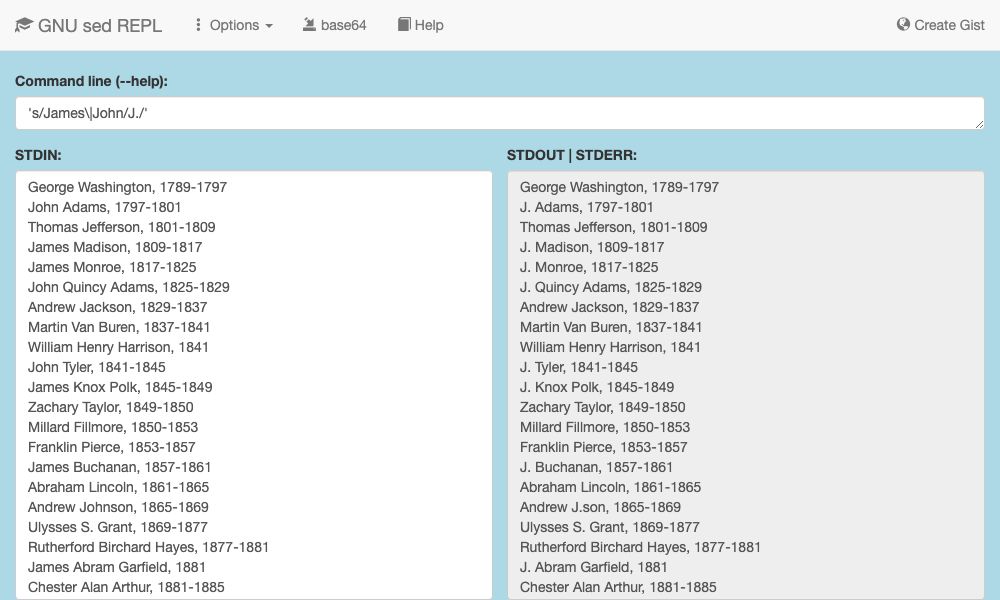 GNU sed REPL
Options
base64
Help
Create Gist
Command line (--help):
's/James\|John/J./'
STDIN:
George Washington, 1789-1797
John Adams, 1797-1801
Thomas Jefferson, 1801-1809
James Madison, 1809-1817
James Monroe, 1817-1825
John Quincy Adams, 1825-1829
Andrew Jackson, 1829-1837
Martin Van Buren, 1837-1841
William Henry Harrison, 1841
John Tyler, 1841-1845
James Knox Polk, 1845-1849
Zachary Taylor, 1849-1850
Millard Fillmore, 1850-1853
Franklin Pierce, 1853-1857
James Buchanan, 1857-1861
Abraham Lincoln, 1861-1865
Andrew Johnson, 1865-1869
Ulysses S. Grant, 1869-1877
Rutherford Birchard Hayes, 1877-1881
James Abram Garfield, 1881
Chester Alan Arthur, 1881-1885
STDOUT | STDERR:
George Washington, 1789-1797
J. Adams, 1797-1801
Thomas Jefferson, 1801-1809
J. Madison, 1809-1817
J. Monroe, 1817-1825
J. Quincy Adams, 1825-1829
Andrew Jackson, 1829-1837
Martin Van Buren, 1837-1841
William Henry Harrison, 1841
J. Tyler, 1841-1845
J. Knox Polk, 1845-1849
Zachary Taylor, 1849-1850
Millard Fillmore, 1850-1853
Franklin Pierce, 1853-1857
J. Buchanan, 1857-1861
Abraham Lincoln, 1861-1865
Andrew J.son, 1865-1869
Ulysses S. Grant, 1869-1877
Rutherford Birchard Hayes, 1877-1881
J. Abram Garfield, 1881
Chester Alan Arthur, 1881-1885